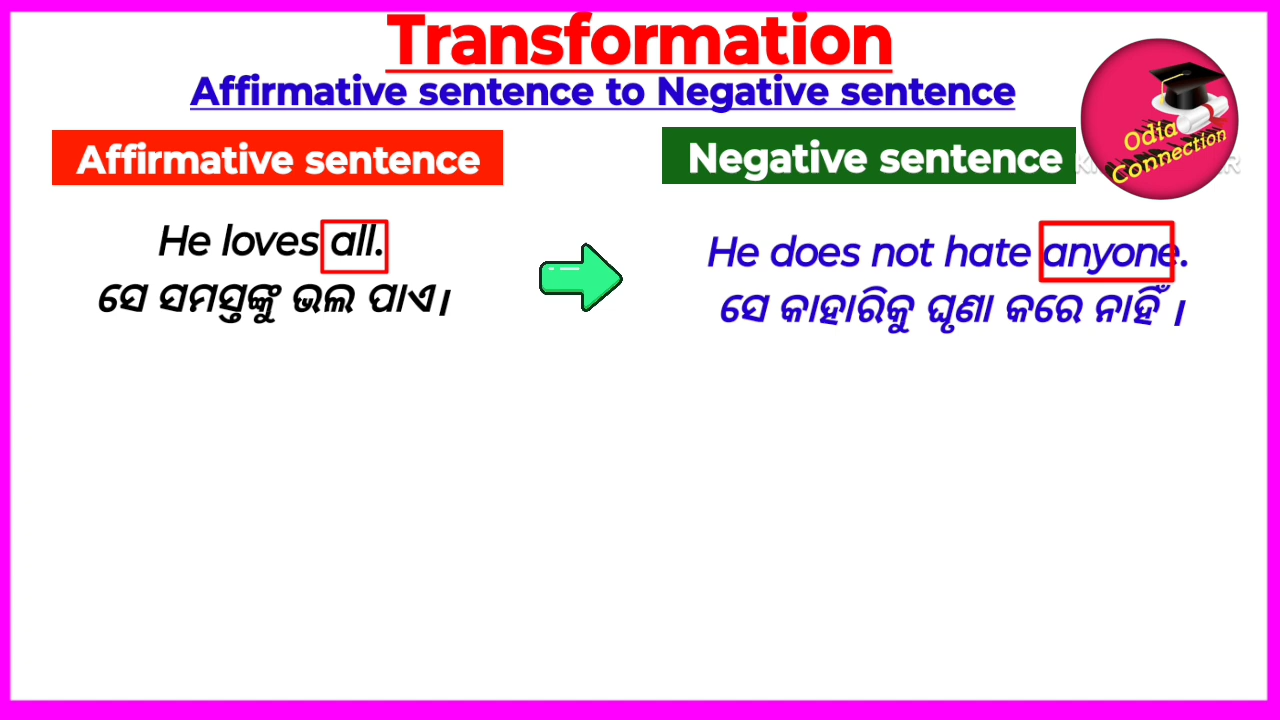 Transformation
Affirmative sentence to Negative sentence
Odia
Connection
Affirmative sentence
Negative sentence
He loves all.
He does not hate anyone.
ସେ ସମସ୍ତଙ୍କୁ ଭଲ ପାଏ।
ସେ କାହାରିକୁ ଘୃଣା କରେ ନାହିଁ ।